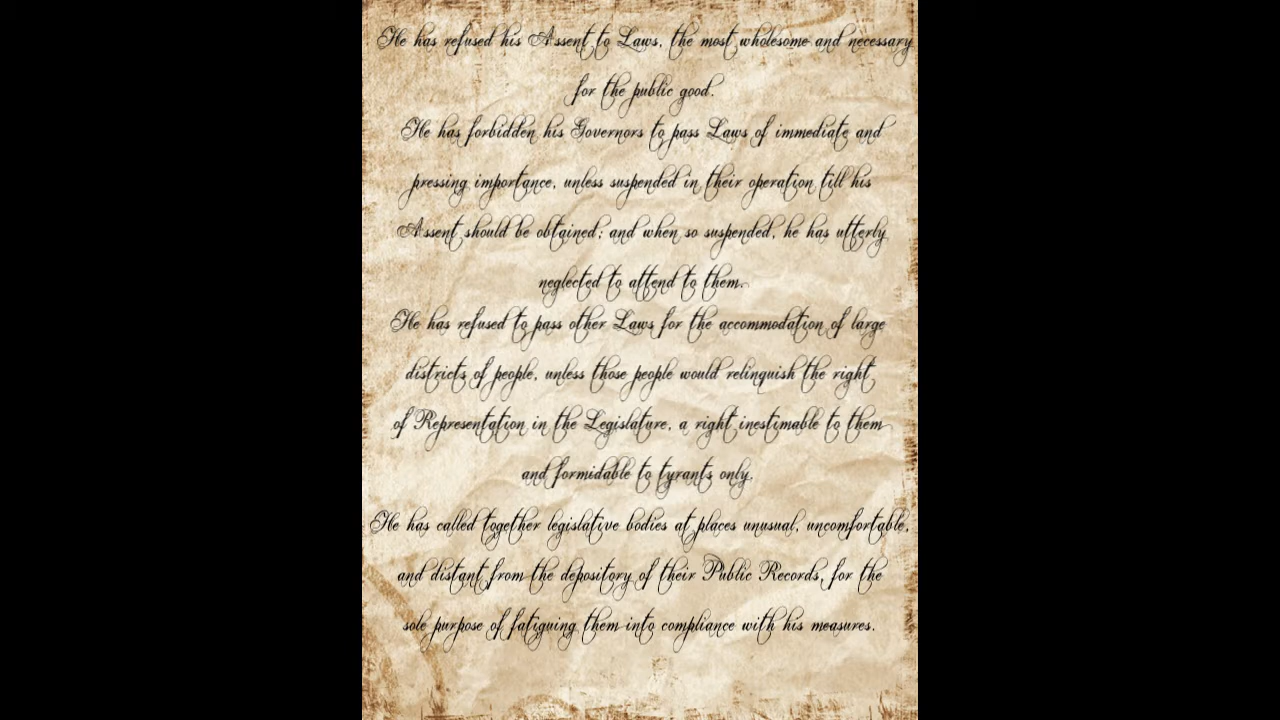 He has refused his Assent to Laws, the most wholesome and necessary
for the public good.
He has forbidden his Governors to pass Laws of immediate and
pressing importance, unless suspended in their operation till his
Assent should be obtained; and when so suspended, he has utterly
neglected to attend to them.
He has refused to pass other Laws for the accommodation of large
districts of people, unless those people would relinquish the right
of Representation in the Legislature, a right inestimable to them
and formidable to tyrants only.
He has called together legislative bodies at places unusual, uncomfortable,
and distant from the depository of their Public Records, for the
sole purpose of fatiguing them into compliance with his measures.